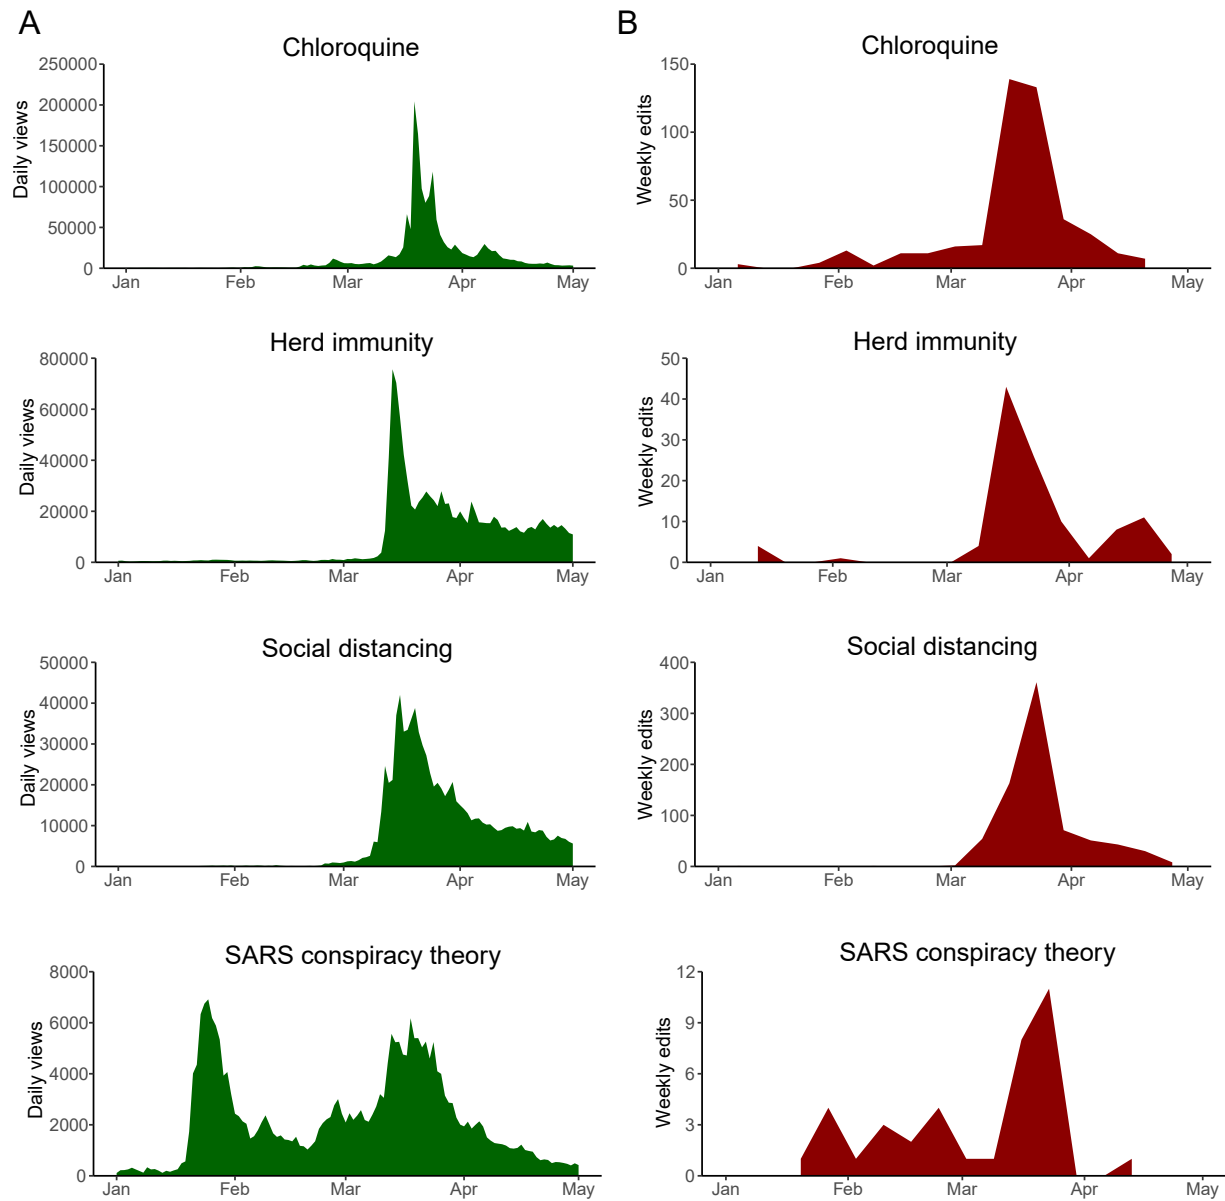 A
B
Chloroquine
Daily views
250000
200000
150000
100000
50000
0
Jan Feb Mar Apr May
Chloroquine
Weekly edits
150
100
50
0
Jan Feb Mar Apr May
Herd immunity
Daily views
80000
60000
40000
20000
0
Jan Feb Mar Apr May
Herd immunity
Weekly edits
50
40
30
20
10
0
Jan Feb Mar Apr May
Social distancing
Daily views
50000
40000
30000
20000
10000
0
Jan Feb Mar Apr May
Social distancing
Weekly edits
400
300
200
100
0
Jan Feb Mar Apr May
SARS conspiracy theory
Daily views
8000
6000
4000
2000
0
Jan Feb Mar Apr May
SARS conspiracy theory
Weekly edits
12
9
6
3
0
Jan Feb Mar Apr May